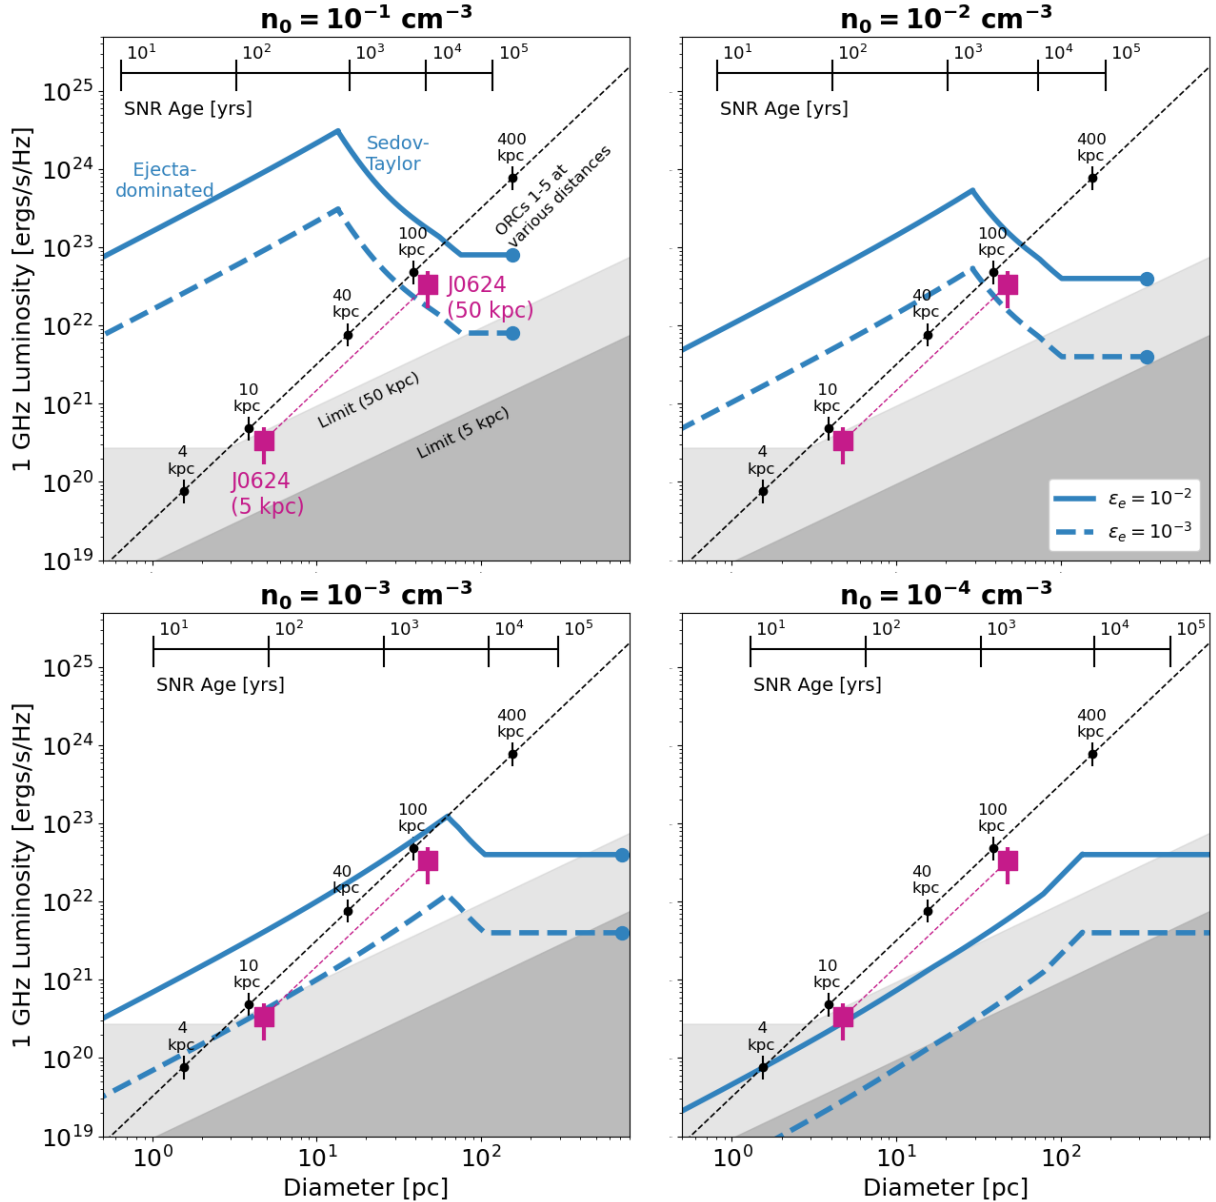 n₀ = 10⁻¹ cm⁻³
n₀ = 10⁻² cm⁻³
10¹ 10² 10³ 10⁴ 10⁵
SNR Age [yrs]
10¹ 10² 10³ 10⁴ 10⁵
SNR Age [yrs]
1 GHz Luminosity [ergs/s/Hz]
10²⁵
10²⁴
10²³
10²²
10²¹
10²⁰
10¹⁹
Ejecta-
dominated
Sedov-
Taylor
400
kpc
ORCs 1-5 at
various distances
100
kpc
J0624
(50 kpc)
40
kpc
10
kpc
Limit (50 kpc)
Limit (5 kpc)
4
kpc
J0624
(5 kpc)
400
kpc
100
kpc
40
kpc
10
kpc
4
kpc
ϵₑ = 10⁻²
ϵₑ = 10⁻³
n₀ = 10⁻³ cm⁻³
n₀ = 10⁻⁴ cm⁻³
10¹ 10² 10³ 10⁴ 10⁵
SNR Age [yrs]
10¹ 10² 10³ 10⁴ 10⁵
SNR Age [yrs]
1 GHz Luminosity [ergs/s/Hz]
10²⁵
10²⁴
10²³
10²²
10²¹
10²⁰
10¹⁹
400
kpc
100
kpc
40
kpc
10
kpc
4
kpc
400
kpc
100
kpc
40
kpc
10
kpc
4
kpc
10⁰ 10¹ 10²
Diameter [pc]
10⁰ 10¹ 10²
Diameter [pc]